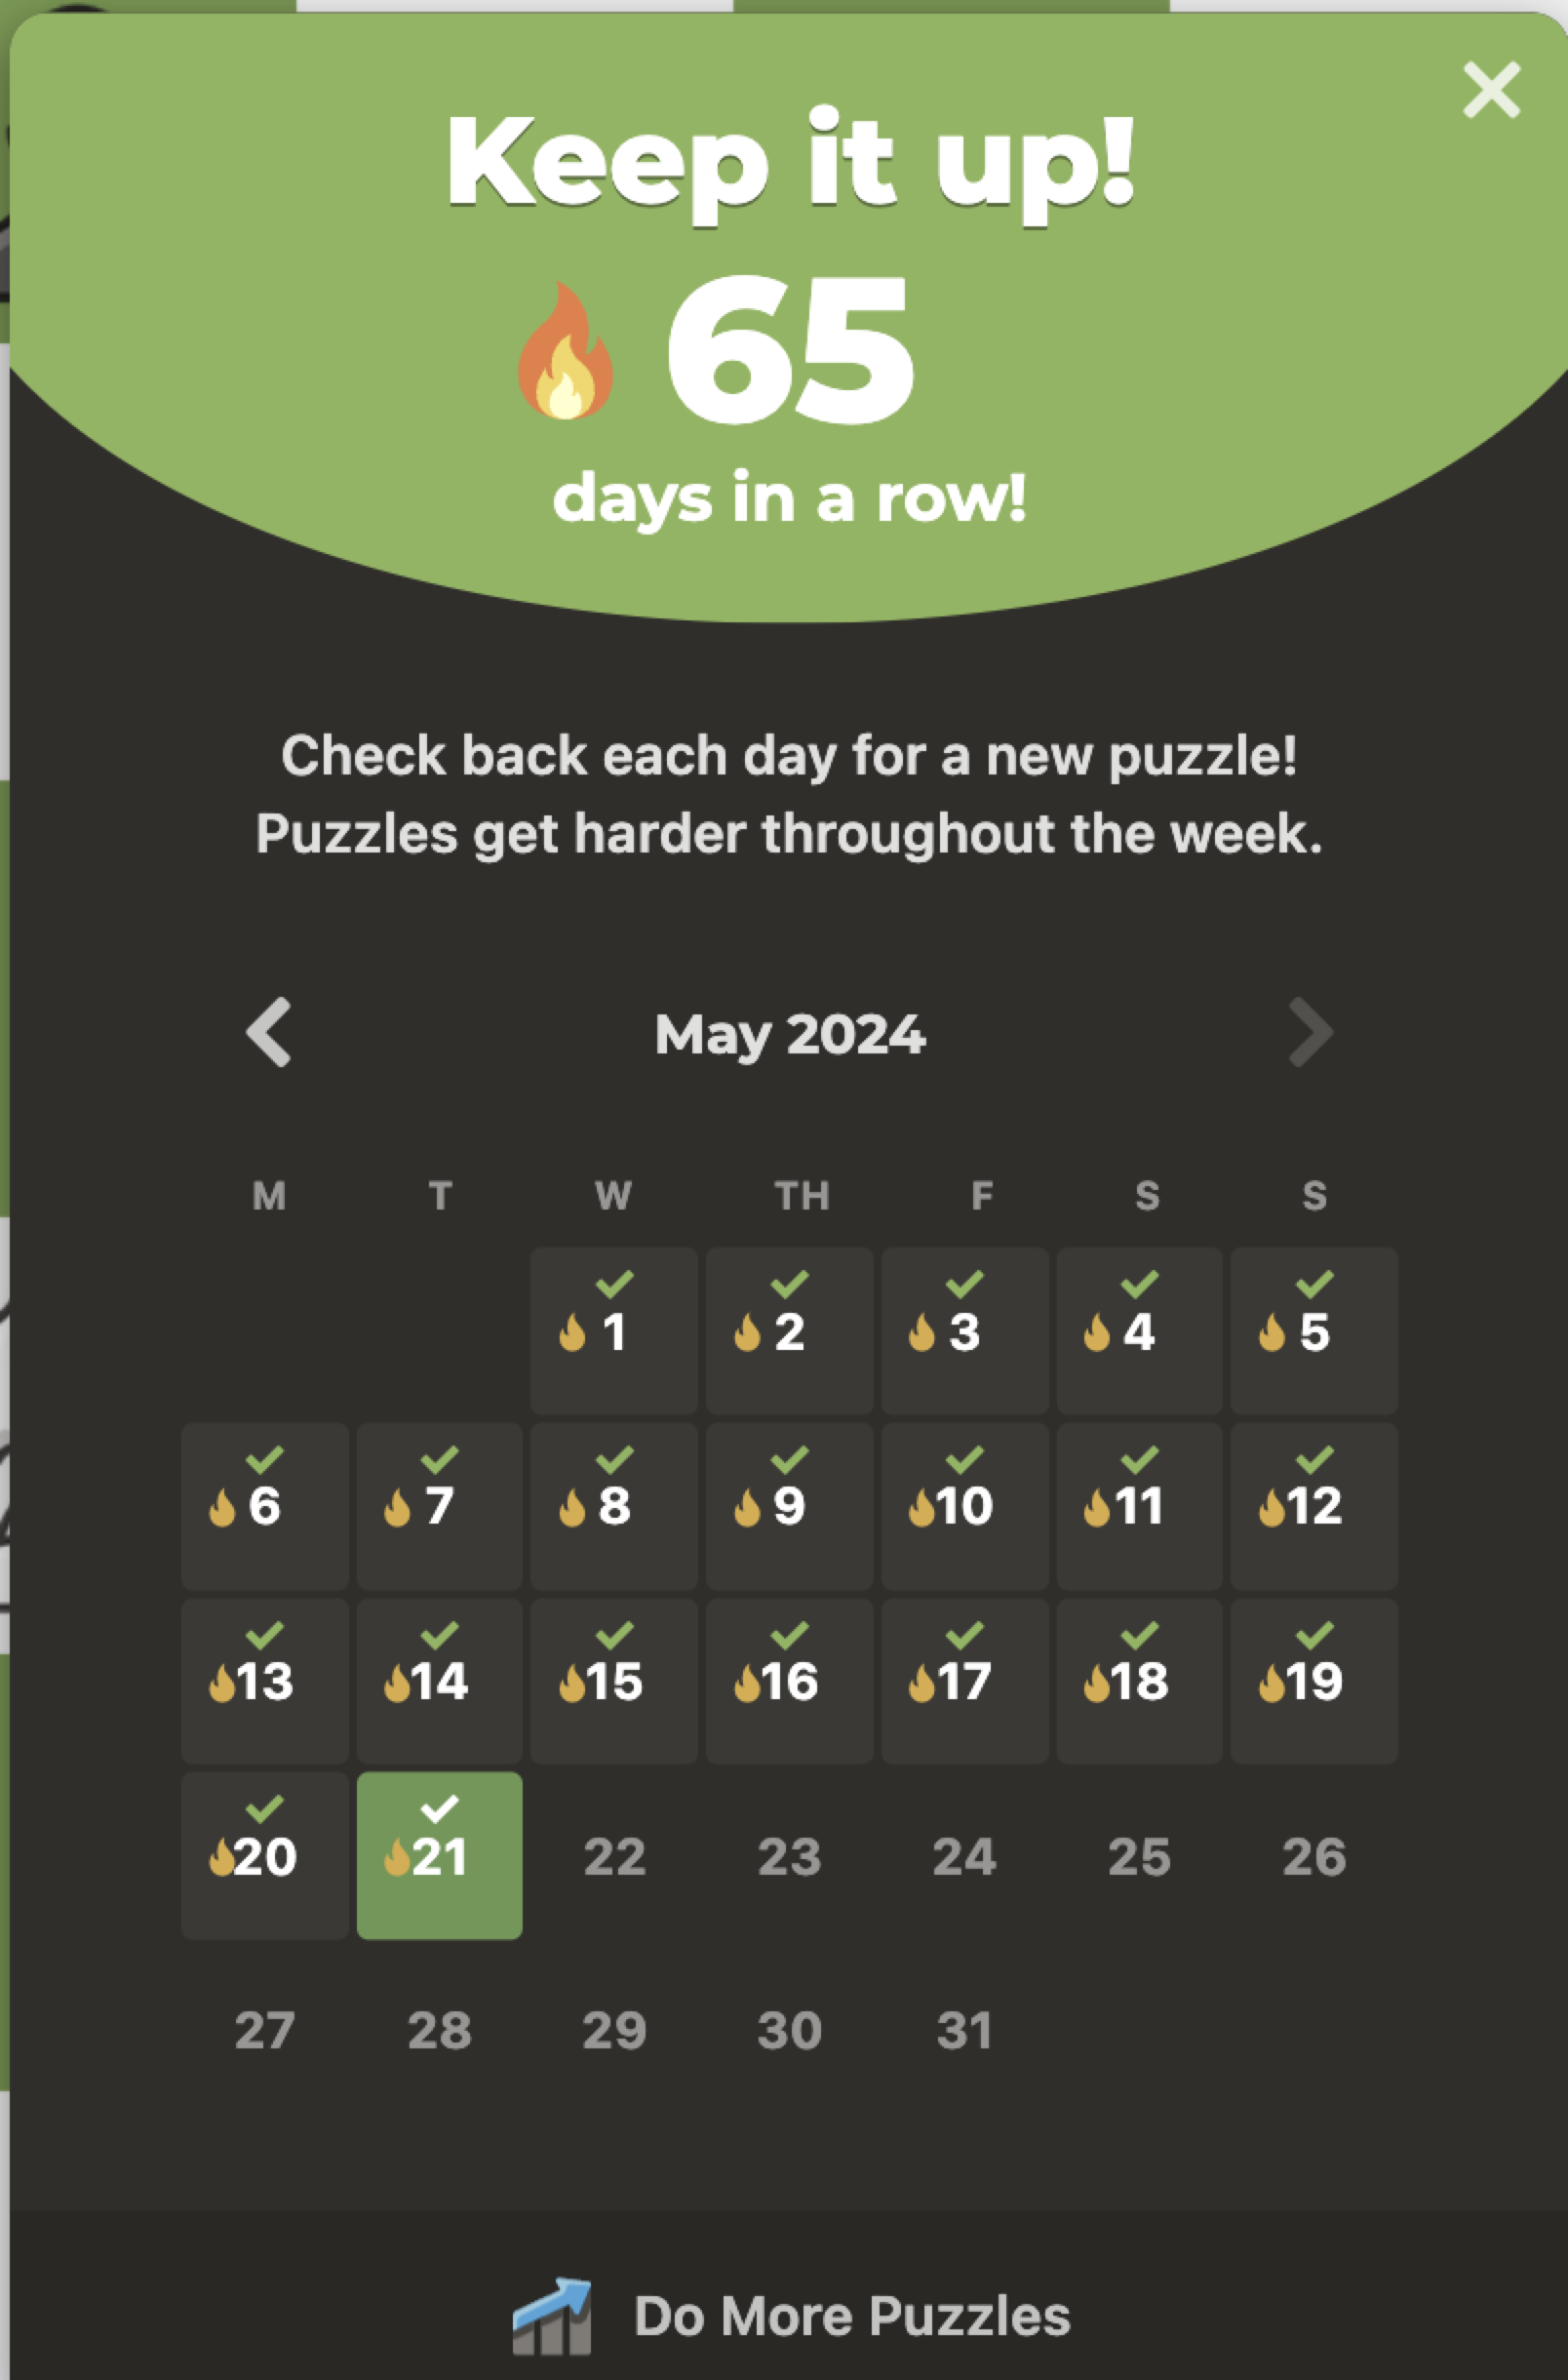 Keep it up!
65
days in a row!
Check back each day for a new puzzle!
Puzzles get harder throughout the week.
May 2024
M T W TH F S S
1 2 3 4 5
6 7 8 9 10 11 12
13 14 15 16 17 18 19
20 21 22 23 24 25 26
27 28 29 30 31
Do More Puzzles